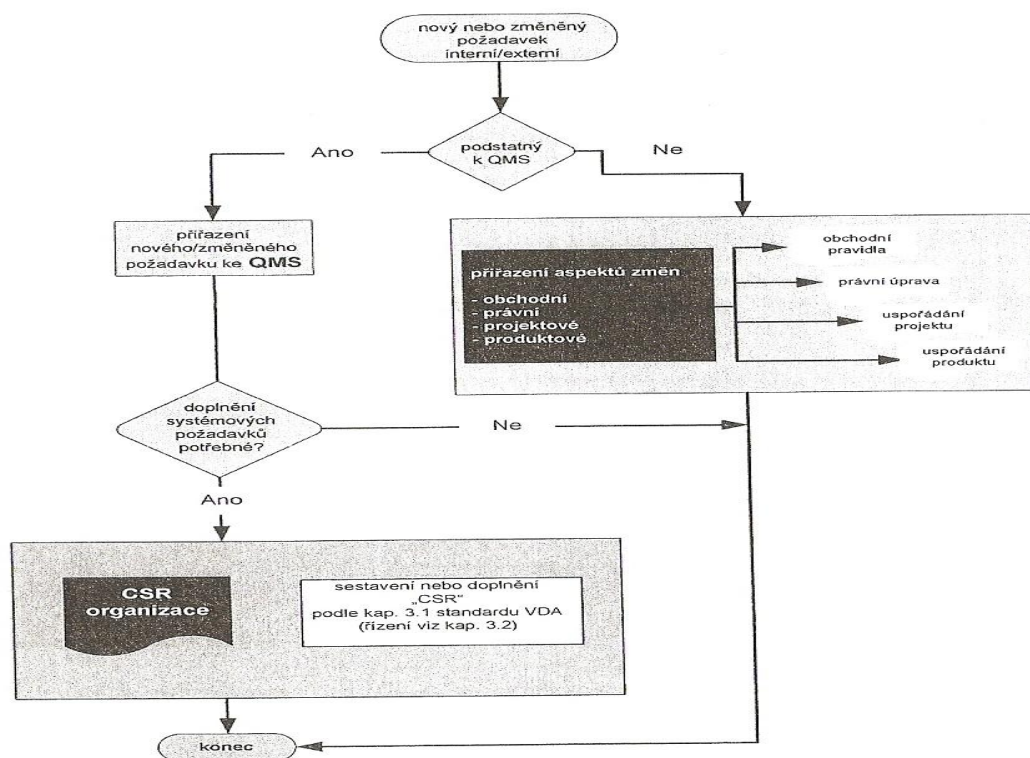 nový nebo změněný
požadavek
interní/externí
podstatný
k QMS
Ano
Ne
přiřazení
nového/změněného
požadavku ke QMS
přiřazení aspektů změn
- obchodní
- právní
- projektové
- produktové
obchodní
pravidla
právní úprava
uspořádání
projektu
uspořádání
produktu
doplnění
systémových
požadavků
potřebné?
Ne
Ano
CSR
organizace
sestavení nebo doplnění
„CSR"
podle kap. 3.1 standardu VDA
(řízení viz kap. 3.2)
konec